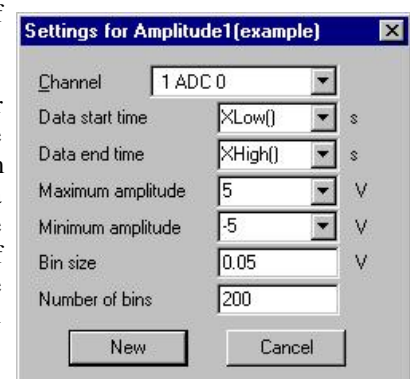 Settings for Amplitude1(example)
Channel 1 ADC 0
Data start time XLow() s
Data end time XHigh() s
Maximum amplitude 5 V
Minimum amplitude -5 V
Bin size 0.05 V
Number of bins 200
New Cancel